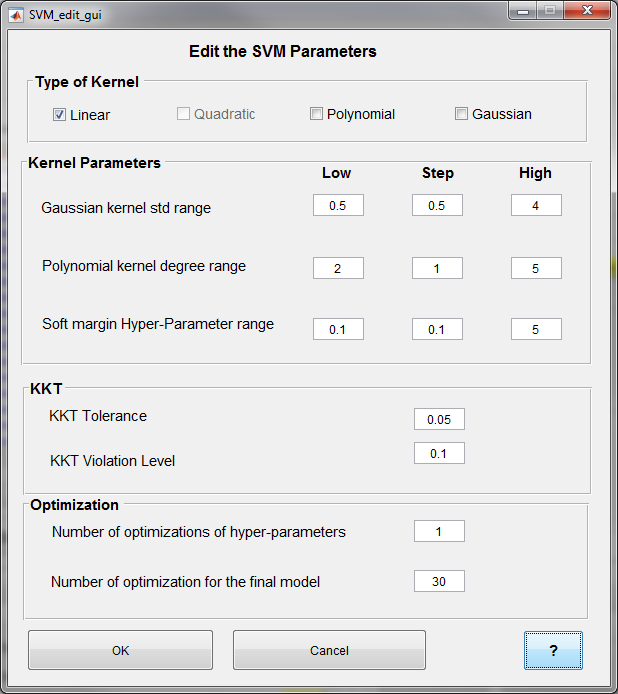 SVM_edit_gui
Edit the SVM Parameters
Type of Kernel
Linear Quadratic Polynomial Gaussian
Kernel Parameters
Low Step High
Gaussian kernel std range 0.5 0.5 4
Polynomial kernel degree range 2 1 5
Soft margin Hyper-Parameter range 0.1 0.1 5
KKT
KKT Tolerance 0.05
KKT Violation Level 0.1
Optimization
Number of optimizations of hyper-parameters 1
Number of optimization for the final model 30
OK Cancel ?